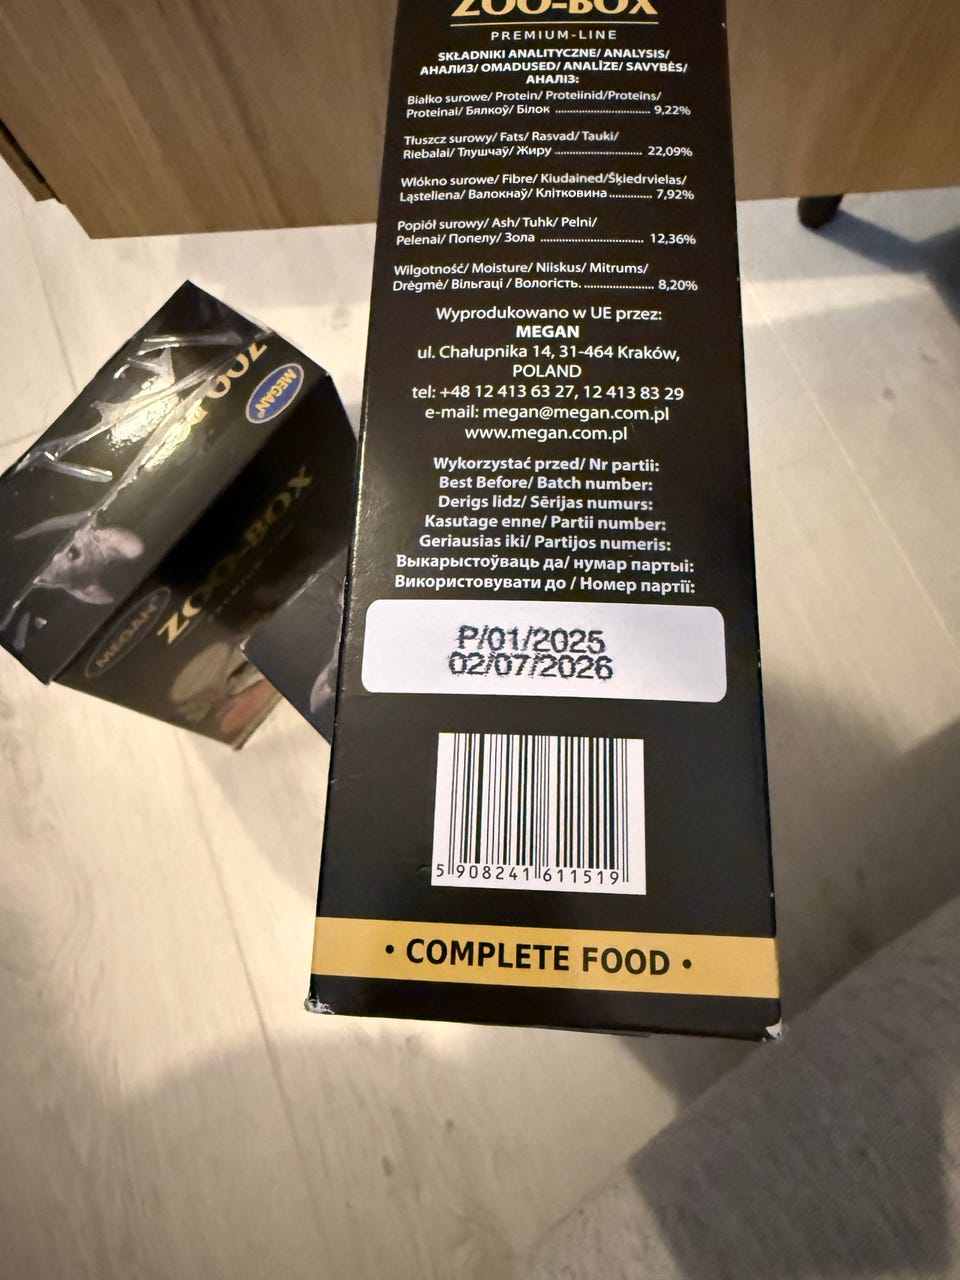 ZOO-BOX
PREMIUM-LINE
SKŁADNIKI ANALITYCZNE/ ANALYSIS/
АНАЛИЗ/ OMADUSED/ ANALĪZE/ SAVYBĖS/
АНАЛІЗ:
Białko surowe/ Protein/ Proteiinid/Proteīns/
Proteinai/ Бялкоў/ Білок ............................. 9,22%
Tłuszcz surowy/ Fats/ Rasvad/ Tauki/
Riebalai/ Тлушчаў/ Жиру ........................... 22,09%
Włókno surowe/ Fibre/ Kiudained/Šķiedrvielas/
Ląsteliena/ Валокнаў/ Клітковина ............. 7,92%
Popiół surowy/ Ash/ Tuhk/ Pelni/
Pelenai/ Попелу/ Зола ............................... 12,36%
Wilgotność/ Moisture/ Niiskus/ Mitrums/
Drėgmė/ Вільгаці / Вологість. ..................... 8,20%
Wyprodukowano w UE przez:
MEGAN
ul. Chałupnika 14, 31-464 Kraków,
POLAND
tel: +48 12 413 63 27, 12 413 83 29
e-mail: megan@megan.com.pl
www.megan.com.pl
Wykorzystać przed/ Nr partii:
Best Before/ Batch number:
Derīgs līdz/ Sērijas numurs:
Kasutage enne/ Partii number:
Geriausias iki/ Partijos numeris:
Выкарыстоўваць да/ нумар партыі:
Використовувати до / Номер партії:
P/01/2025
02/07/2026
5 908241 611519
• COMPLETE FOOD •
ZOO-BOX
MEGAN
MEGAN
ZOO-BOX